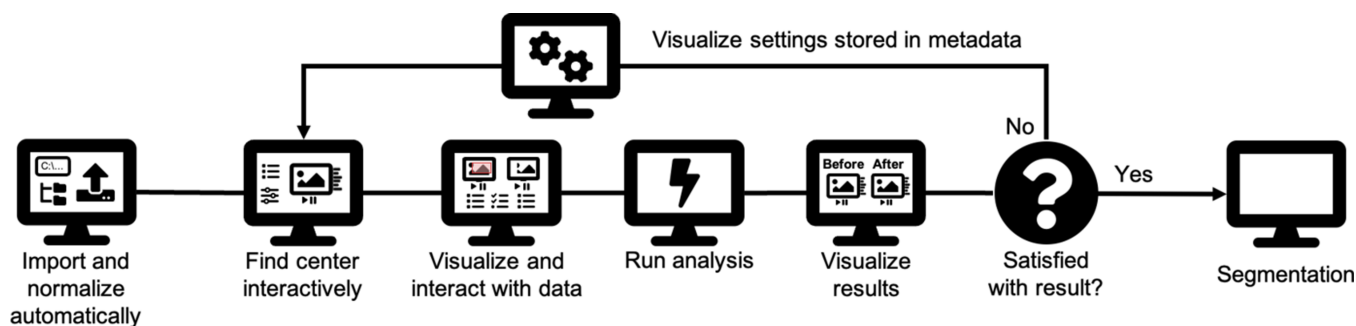 Visualize settings stored in metadata
No
C:\...
Before After
Yes
Import and
normalize
automatically
Find center
interactively
Visualize and
interact with data
Run analysis
Visualize
results
Satisfied
with result?
Segmentation